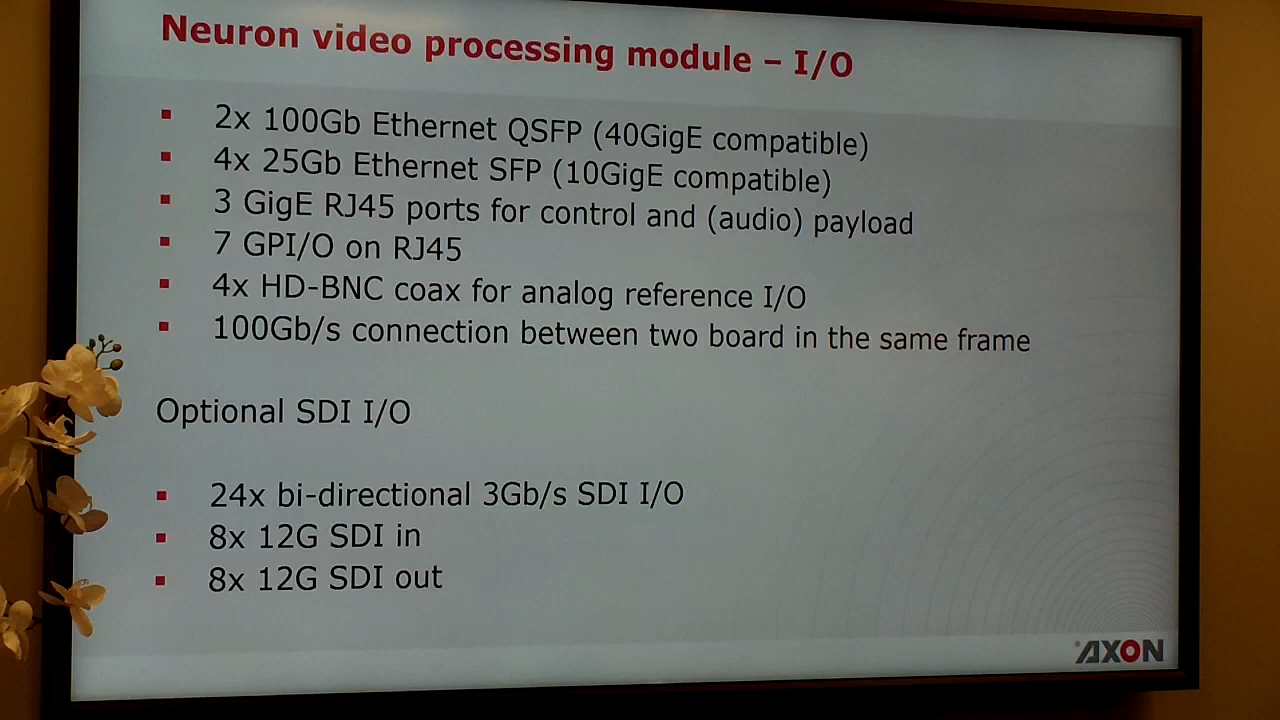 Neuron video processing module – I/O
▪ 2x 100Gb Ethernet QSFP (40GigE compatible)
▪ 4x 25Gb Ethernet SFP (10GigE compatible)
▪ 3 GigE RJ45 ports for control and (audio) payload
▪ 7 GPI/O on RJ45
▪ 4x HD-BNC coax for analog reference I/O
▪ 100Gb/s connection between two board in the same frame
Optional SDI I/O
▪ 24x bi-directional 3Gb/s SDI I/O
▪ 8x 12G SDI in
▪ 8x 12G SDI out
AXON